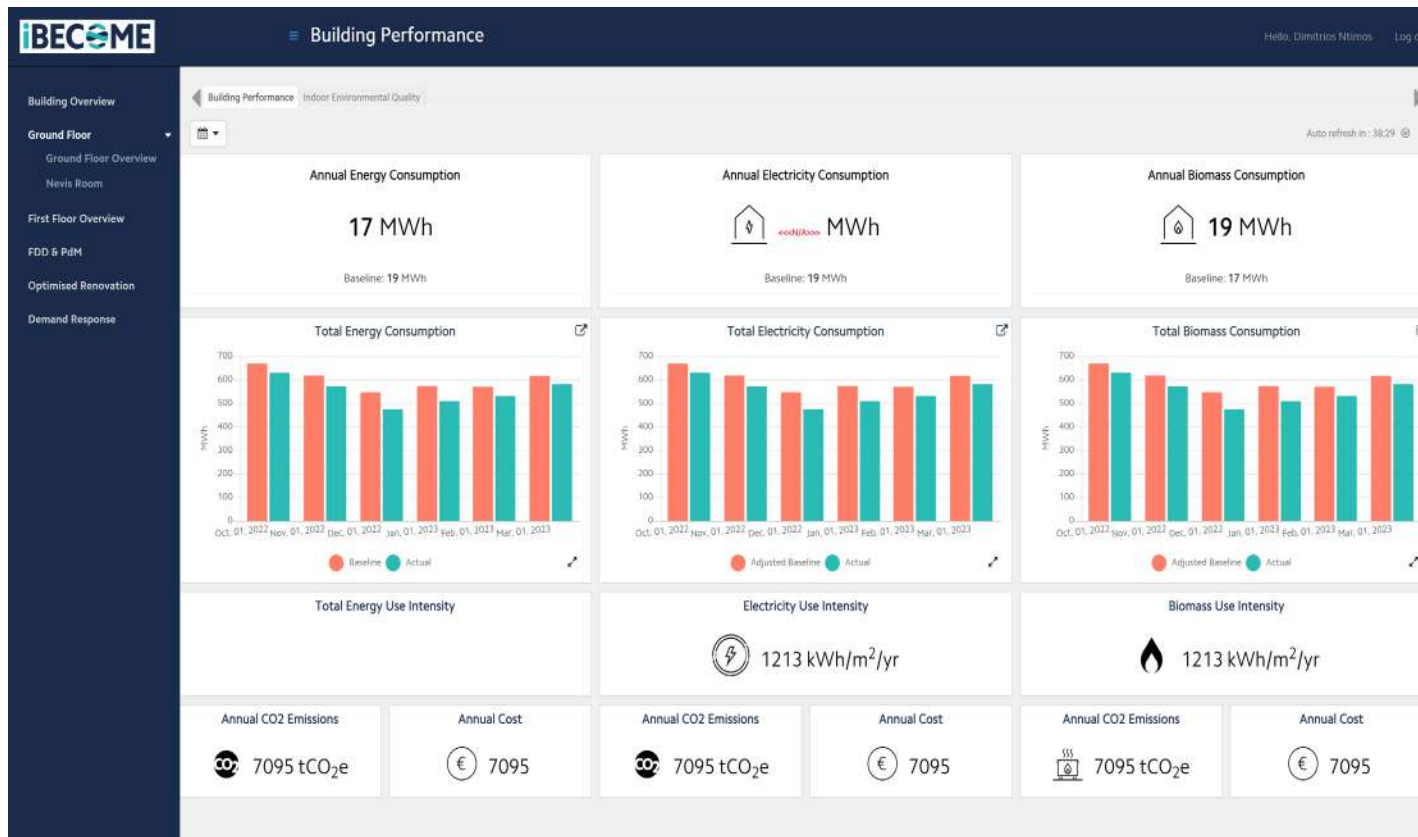 iBECOME
Building Performance
Hello, Dimitrios Ntimos Log
Building Overview
Ground Floor
Ground Floor Overview
Nevis Room
First Floor Overview
FDD & PdM
Optimised Renovation
Demand Response
Building Performance Indoor Environmental Quality
Auto refresh in : 38:29
Annual Energy Consumption
17 MWh
Baseline: 19 MWh
Annual Electricity Consumption
<<<N/A>>> MWh
Baseline: 19 MWh
Annual Biomass Consumption
19 MWh
Baseline: 17 MWh
Total Energy Consumption
700
600
500
400
300
200
100
0
MWh
Oct, 01, 2022 Nov, 01, 2022 Dec, 01, 2022 Jan, 01, 2023 Feb, 01, 2023 Mar, 01, 2023
Baseline Actual
Total Electricity Consumption
700
600
500
400
300
200
100
0
MWh
Oct, 01, 2022 Nov, 01, 2022 Dec, 01, 2022 Jan, 01, 2023 Feb, 01, 2023 Mar, 01, 2023
Adjusted Baseline Actual
Total Biomass Consumption
700
600
500
400
300
200
100
0
MWh
Oct, 01, 2022 Nov, 01, 2022 Dec, 01, 2022 Jan, 01, 2023 Feb, 01, 2023 Mar, 01, 2023
Adjusted Baseline Actual
Total Energy Use Intensity
Electricity Use Intensity
1213 kWh/m²/yr
Biomass Use Intensity
1213 kWh/m²/yr
Annual CO2 Emissions
CO₂ 7095 tCO₂e
Annual Cost
€ 7095
Annual CO2 Emissions
CO₂ 7095 tCO₂e
Annual Cost
€ 7095
Annual CO2 Emissions
7095 tCO₂e
Annual Cost
€ 7095